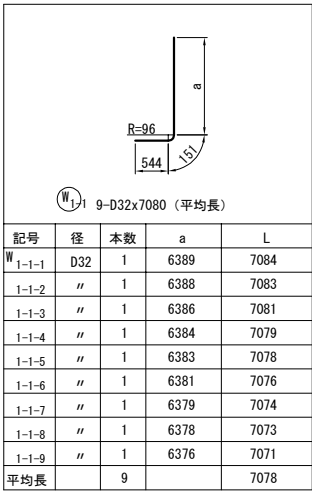 a
R=96
544
151
W1-1 9-D32x7080 (平均長)
記号 径 本数 a L
W1-1-1 D32 1 6389 7084
1-1-2 〃 1 6388 7083
1-1-3 〃 1 6386 7081
1-1-4 〃 1 6384 7079
1-1-5 〃 1 6383 7078
1-1-6 〃 1 6381 7076
1-1-7 〃 1 6379 7074
1-1-8 〃 1 6378 7073
1-1-9 〃 1 6376 7071
平均長 9 7078